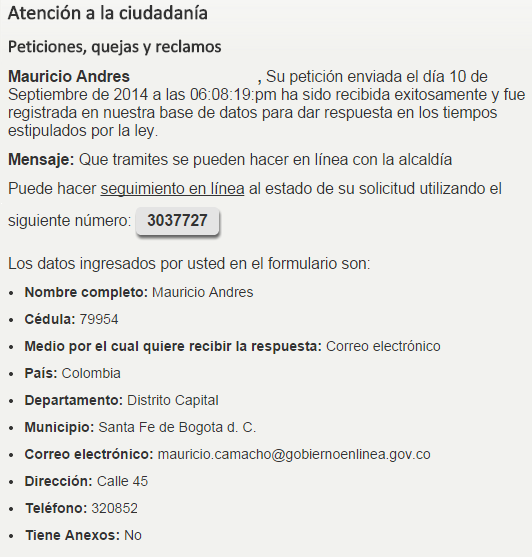 Atención a la ciudadanía
Peticiones, quejas y reclamos
Mauricio Andres , Su petición enviada el día 10 de
Septiembre de 2014 a las 06:08:19:pm ha sido recibida exitosamente y fue
registrada en nuestra base de datos para dar respuesta en los tiempos
estipulados por la ley.
Mensaje: Que tramites se pueden hacer en línea con la alcaldía
Puede hacer seguimiento en línea al estado de su solicitud utilizando el
siguiente número: 3037727
Los datos ingresados por usted en el formulario son:
• Nombre completo: Mauricio Andres
• Cédula: 79954
• Medio por el cual quiere recibir la respuesta: Correo electrónico
• País: Colombia
• Departamento: Distrito Capital
• Municipio: Santa Fe de Bogota d. C.
• Correo electrónico: mauricio.camacho@gobiernoenlinea.gov.co
• Dirección: Calle 45
• Teléfono: 320852
• Tiene Anexos: No